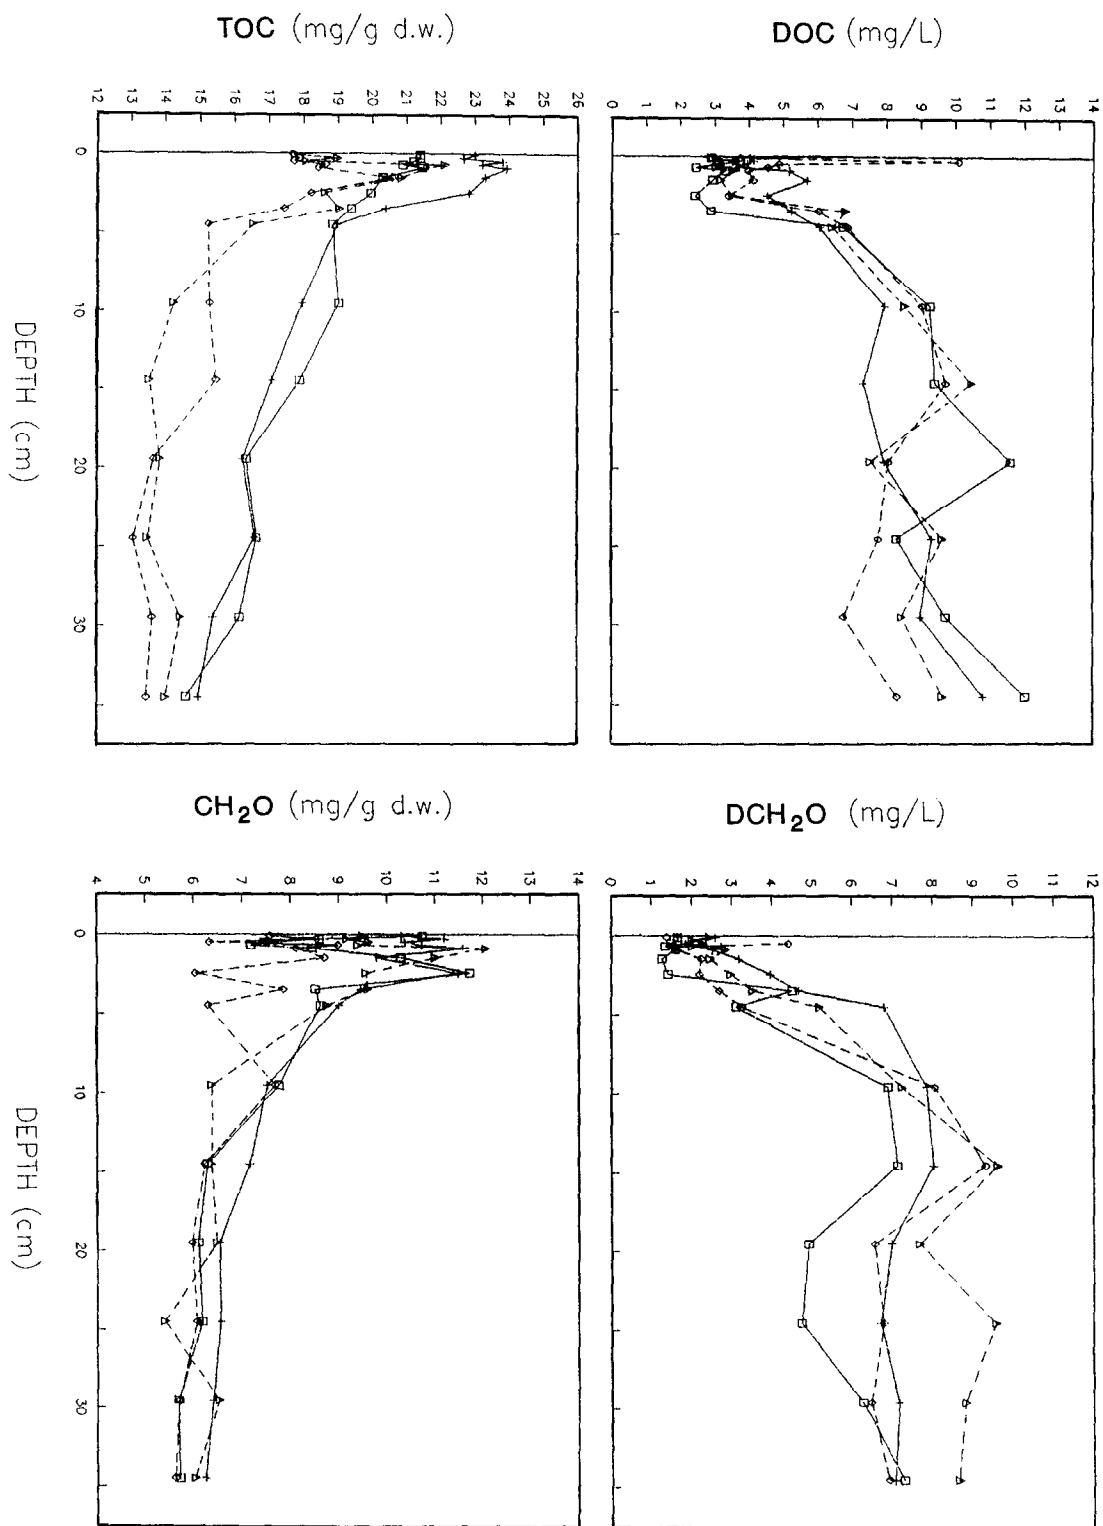 TOC (mg/g d.w.)
12 13 14 15 16 17 18 19 20 21 22 23 24 26
0
10
20
30
DEPTH (cm)
DOC (mg/L)
0 1 2 3 4 5 6 7 8 9 10 11 12 13 14
CH₂O (mg/g d.w.)
4 5 6 7 8 9 10 11 12 13 14
0
10
20
30
DEPTH (cm)
DCH₂O (mg/L)
0 1 2 3 4 5 6 7 8 9 10 12